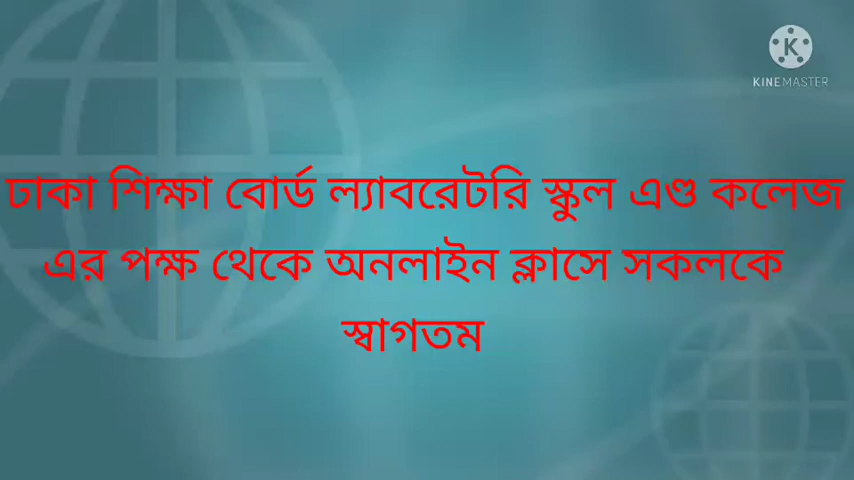 KINEMASTER
ঢাকা শিক্ষা বোর্ড ল্যাবরেটরি স্কুল এণ্ড কলেজ
এর পক্ষ থেকে অনলাইন ক্লাসে সকলকে
স্বাগতম